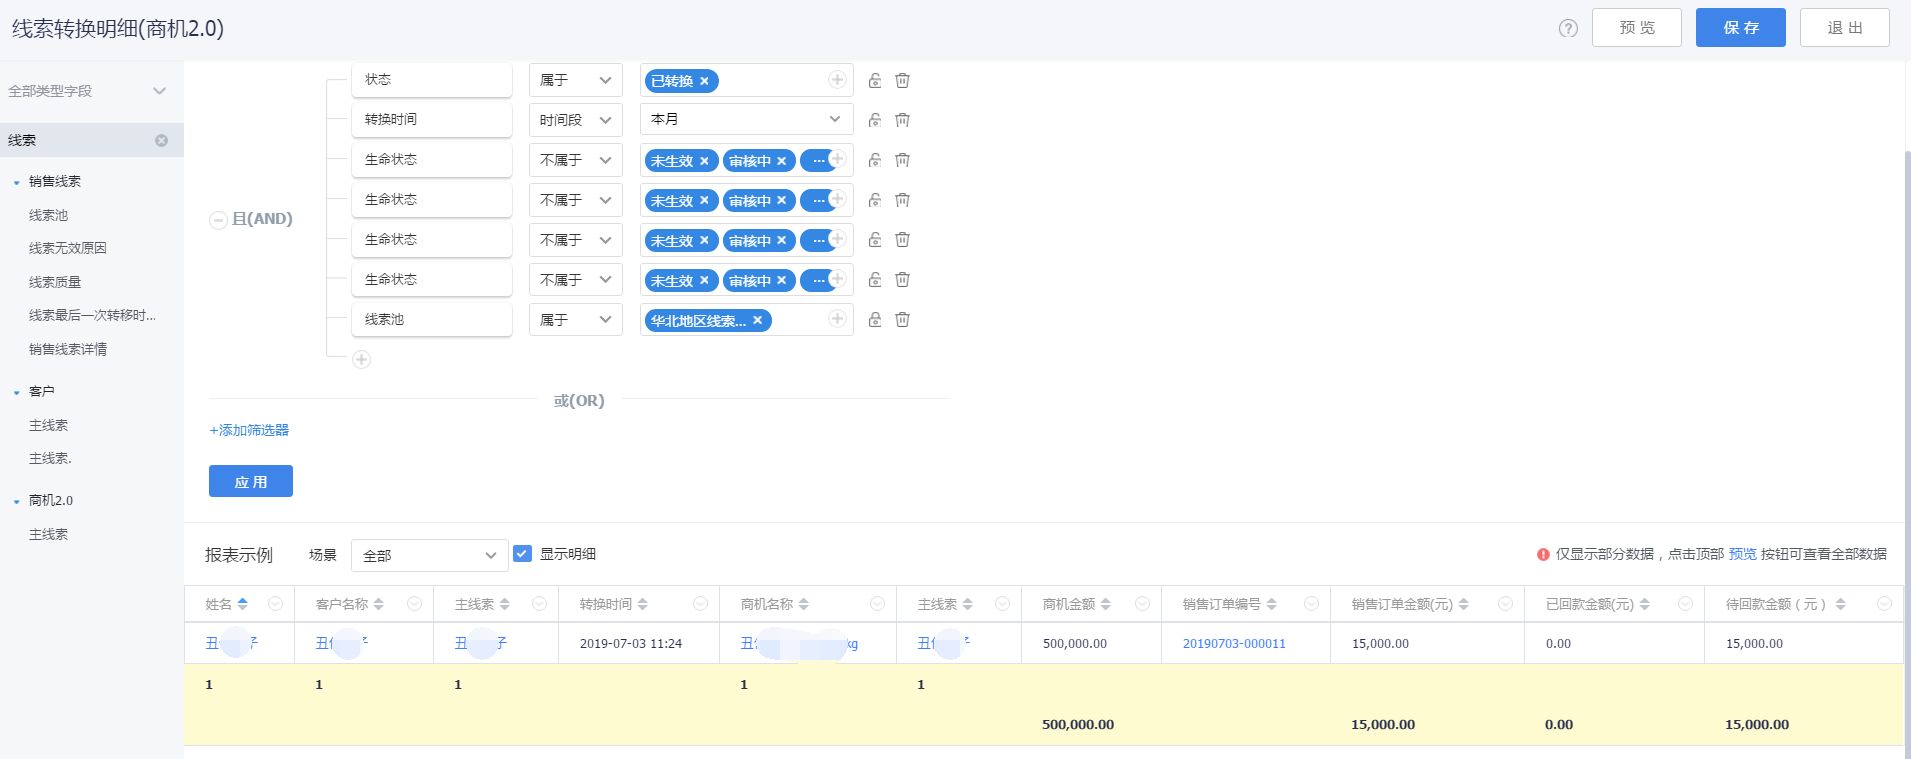 线索转换明细(商机2.0)
预 览
保 存
退 出
全部类型字段
线索
销售线索
线索池
线索无效原因
线索质量
线索最后一次转移时...
销售线索详情
客户
主线索
主线索.
商机2.0
主线索
且(AND)
状态 属于 已转换
转换时间 时间段 本月
生命状态 不属于 未生效 审核中 ...
生命状态 不属于 未生效 审核中 ...
生命状态 不属于 未生效 审核中 ...
生命状态 不属于 未生效 审核中 ...
线索池 属于 华北地区线索...
或(OR)
+添加筛选器
应 用
报表示例 场景 全部 显示明细 仅显示部分数据，点击顶部 预览 按钮可查看全部数据
姓名 客户名称 主线索 转换时间 商机名称 主线索 商机金额 销售订单编号 销售订单金额(元) 已回款金额(元) 待回款金额（元）
丑 子 丑 子 丑 子 2019-07-03 11:24 丑 kg 丑 子 500,000.00 20190703-000011 15,000.00 0.00 15,000.00
1 1 1 1 1
500,000.00 15,000.00 0.00 15,000.00